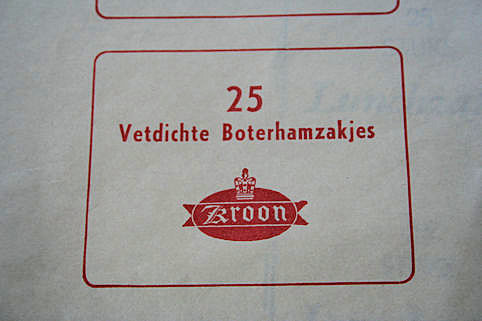 25
Vetdichte Boterhamzakjes
Kroon